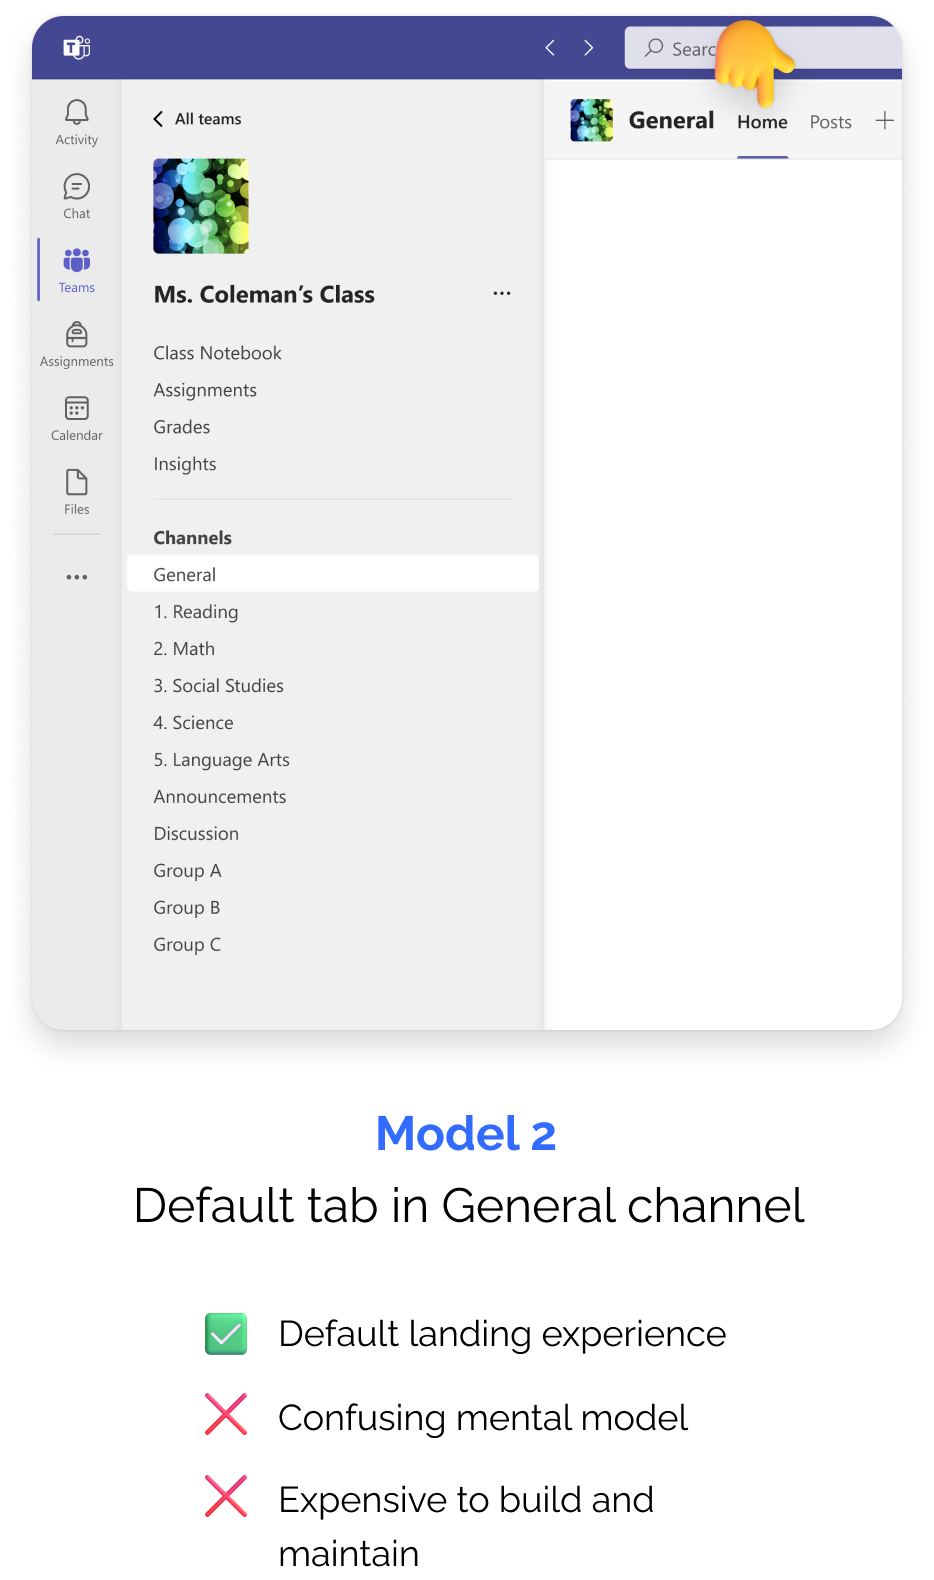 T
Searc
Activity
Chat
Teams
Assignments
Calendar
Files
All teams
Ms. Coleman's Class
Class Notebook
Assignments
Grades
Insights
Channels
General
1. Reading
2. Math
3. Social Studies
4. Science
5. Language Arts
Announcements
Discussion
Group A
Group B
Group C
General Home Posts
Model 2
Default tab in General channel
Default landing experience
Confusing mental model
Expensive to build and
maintain